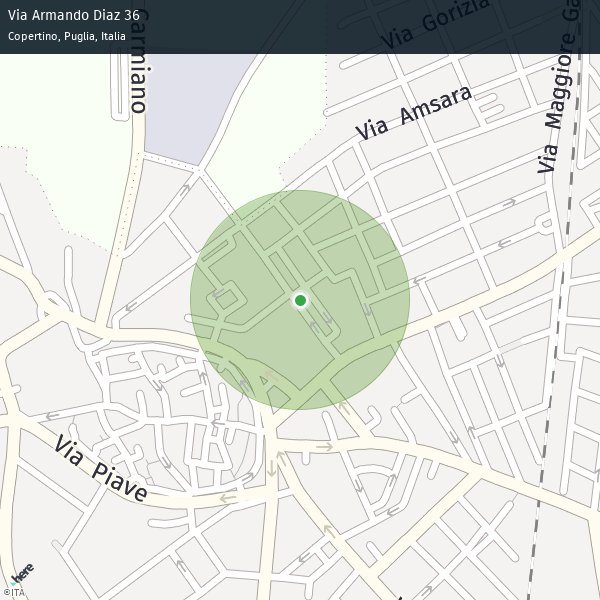 Via Armando Diaz 36
Copertino, Puglia, Italia
Carmiano
Via Gorizia
Via Maggiore Ga
Via Amsara
Via Piave
here
©ITA